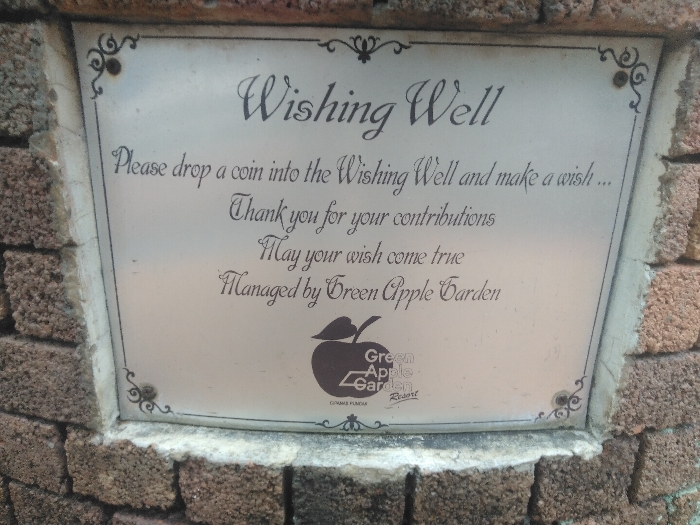 Wishing Well
Please drop a coin into the Wishing Well and make a wish ...
Thank you for your contributions
May your wish come true
Managed by Green Apple Garden
Green
Apple
Garden
Resort